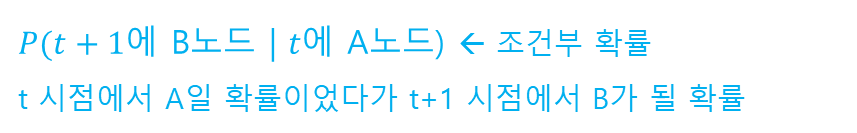 P(t + 1에 B노드 | t에 A노드) ← 조건부 확률
t 시점에서 A일 확률이었다가 t+1 시점에서 B가 될 확률